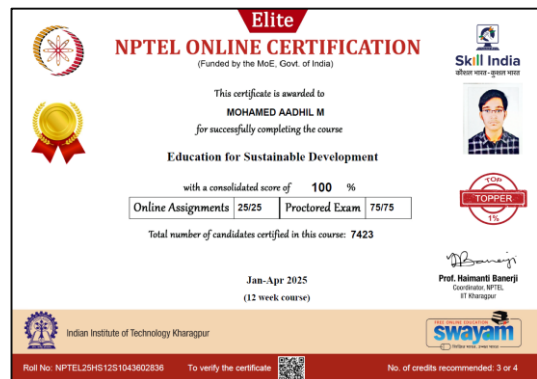 Elite
NPTEL ONLINE CERTIFICATION
(Funded by the MoE, Govt. of India)
Skill India
कौशल भारत - कुशल भारत
This certificate is awarded to
MOHAMED AADHIL M
for successfully completing the course
Education for Sustainable Development
with a consolidated score of 100 %
Online Assignments 25/25 Proctored Exam 75/75
Total number of candidates certified in this course: 7423
TOPPER
1%
Jan-Apr 2025
(12 week course)
Prof. Haimanti Banerji
Coordinator, NPTEL
IIT Kharagpur
Indian Institute of Technology Kharagpur
FREE ONLINE EDUCATION
swayam
Roll No: NPTEL25HS12S1043602836 To verify the certificate No. of credits recommended: 3 or 4